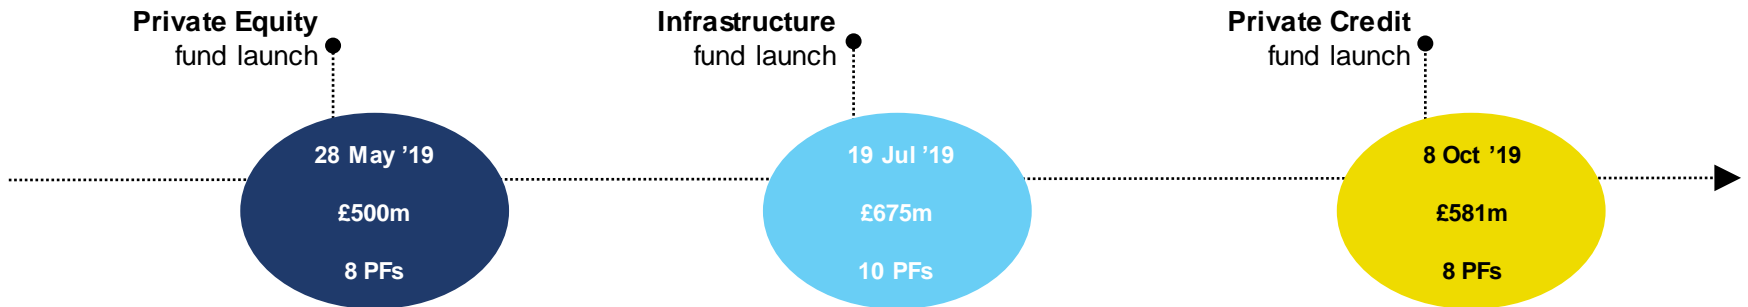 Private Equity
fund launch
Infrastructure
fund launch
Private Credit
fund launch
28 May ’19
£500m
8 PFs
19 Jul ’19
£675m
10 PFs
8 Oct ’19
£581m
8 PFs